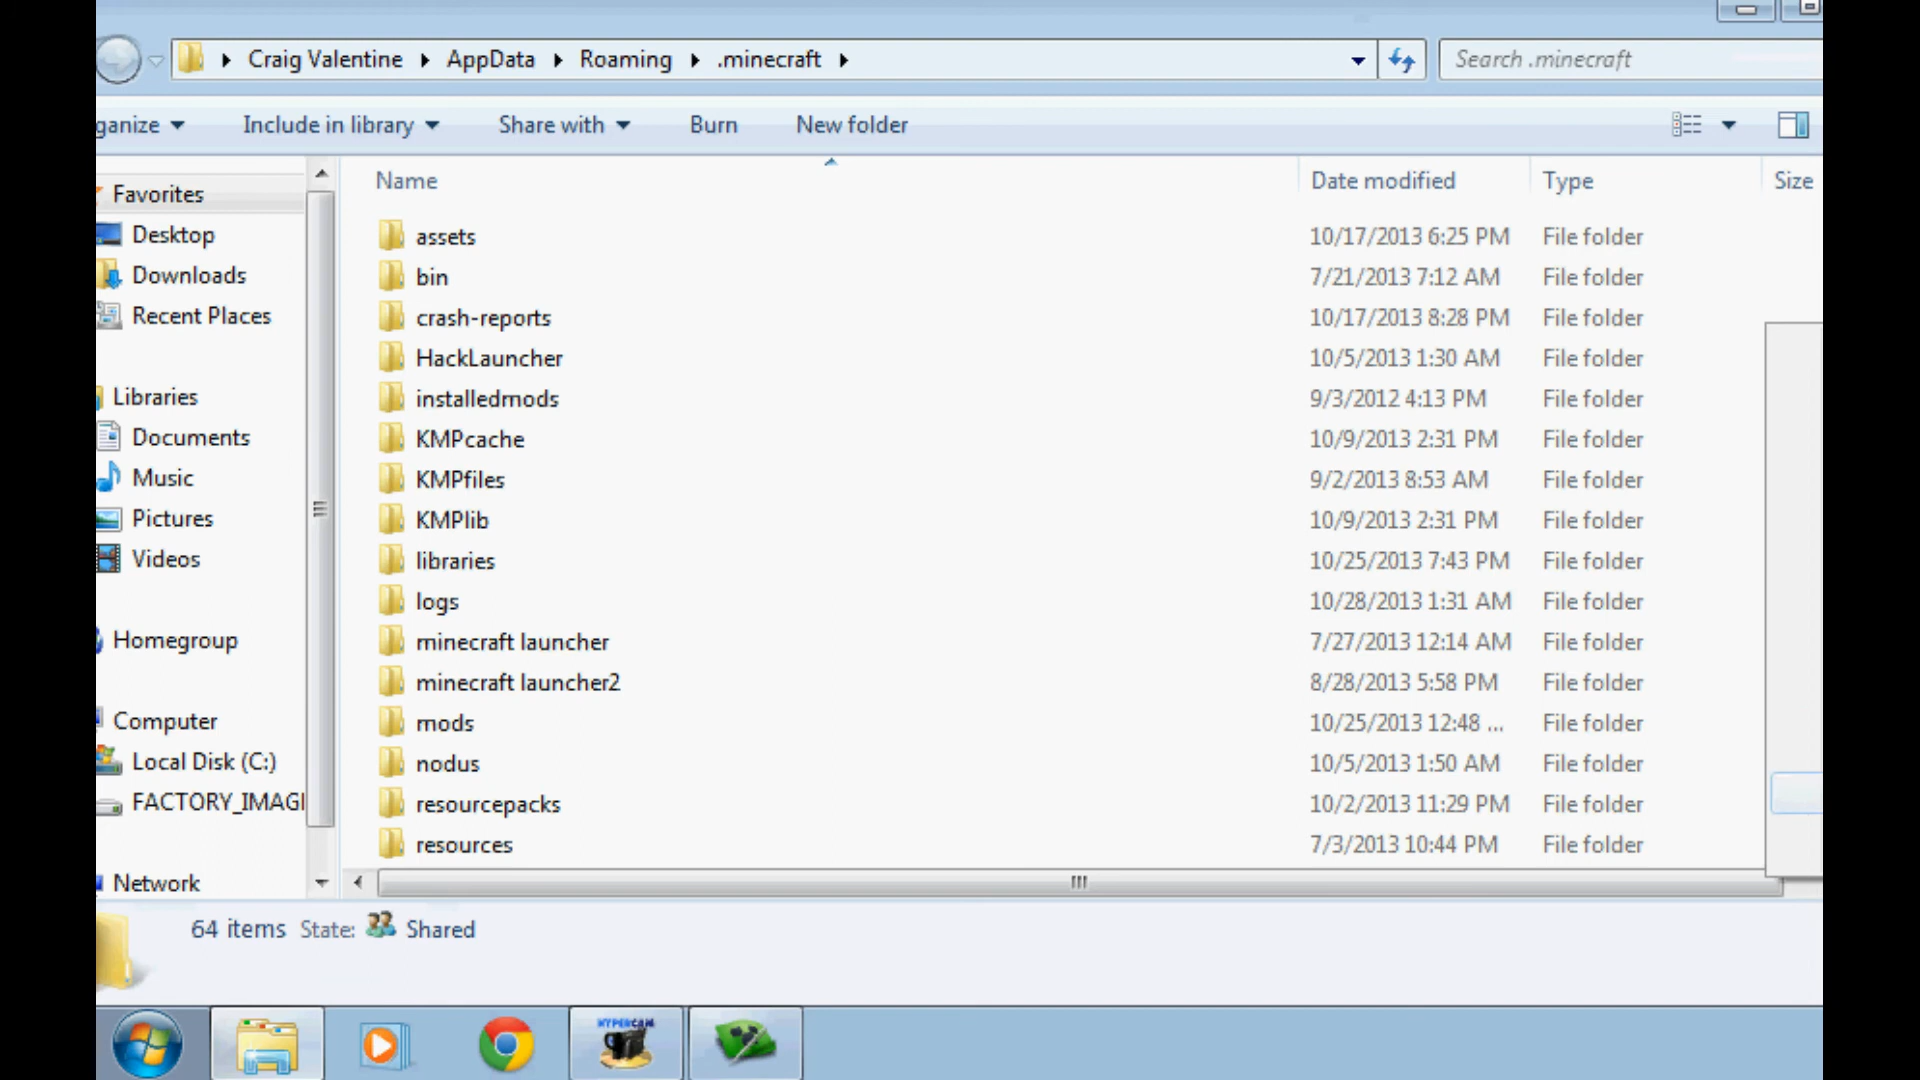 Craig Valentine AppData Roaming .minecraft Search .minecraft
ganize Include in library Share with Burn New folder
Name Date modified Type Size
Favorites
Desktop
Downloads
Recent Places
Libraries
Documents
Music
Pictures
Videos
Homegroup
Computer
Local Disk (C:)
FACTORY_IMAG
Network
assets 10/17/2013 6:25 PM File folder
bin 7/21/2013 7:12 AM File folder
crash-reports 10/17/2013 8:28 PM File folder
HackLauncher 10/5/2013 1:30 AM File folder
installedmods 9/3/2012 4:13 PM File folder
KMPcache 10/9/2013 2:31 PM File folder
KMPfiles 9/2/2013 8:53 AM File folder
KMPlib 10/9/2013 2:31 PM File folder
libraries 10/25/2013 7:43 PM File folder
logs 10/28/2013 1:31 AM File folder
minecraft launcher 7/27/2013 12:14 AM File folder
minecraft launcher2 8/28/2013 5:58 PM File folder
mods 10/25/2013 12:48 ... File folder
nodus 10/5/2013 1:50 AM File folder
resourcepacks 10/2/2013 11:29 PM File folder
resources 7/3/2013 10:44 PM File folder
64 items State: Shared
HYPERCAM